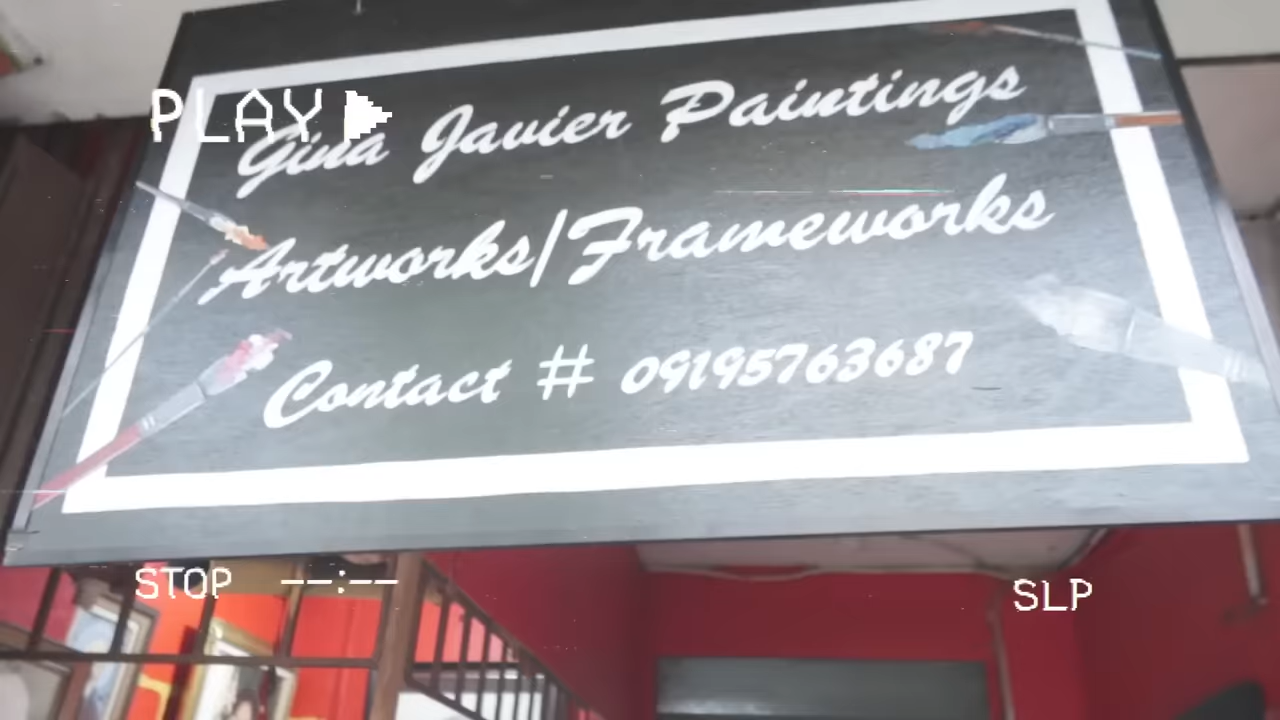 PLAY
Gina Javier Paintings
Artworks/Frameworks
Contact # 09195763687
STOP --:--
SLP